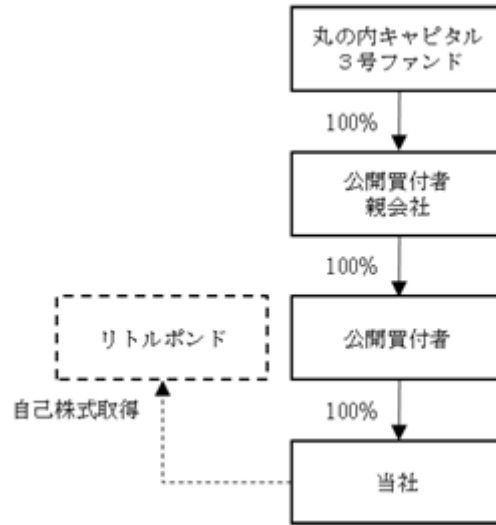 丸の内キャピタル
３号ファンド
100%
公開買付者
親会社
100%
リトルポンド
公開買付者
自己株式取得
100%
当社